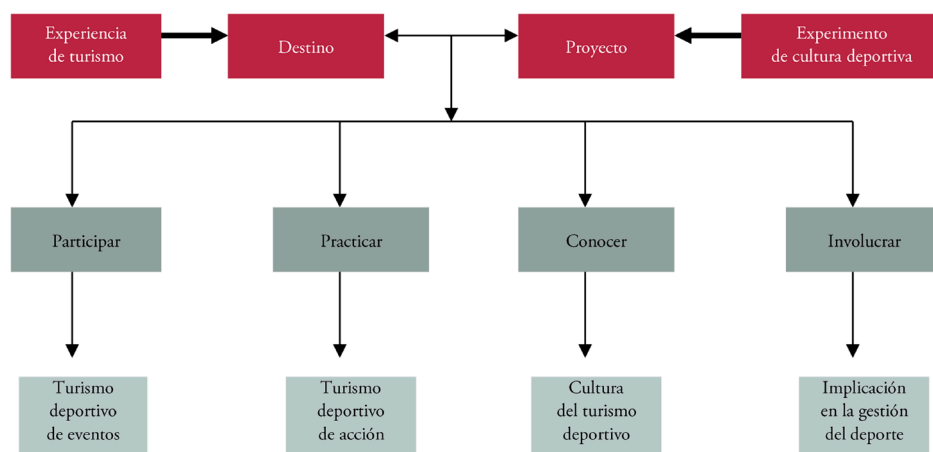 Experiencia
de turismo
Destino
Proyecto
Experimento
de cultura deportiva
Participar
Practicar
Conocer
Involucrar
Turismo
deportivo
de eventos
Turismo
deportivo
de acción
Cultura
del turismo
deportivo
Implicación
en la gestión
del deporte